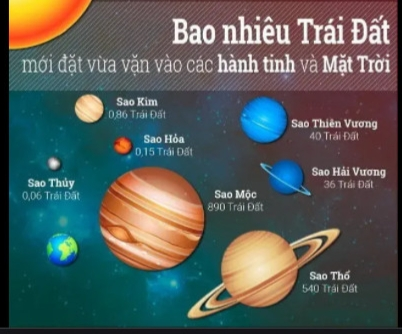 Bao nhiêu Trái Đất
mới đặt vừa vặn vào các hành tinh và Mặt Trời
Sao Kim
0,86 Trái Đất
Sao Thiên Vương
40 Trái Đất
Sao Hỏa
0,15 Trái Đất
Sao Hải Vương
36 Trái Đất
Sao Thủy
0,06 Trái Đất
Sao Mộc
890 Trái Đất
Sao Thổ
540 Trái Đất